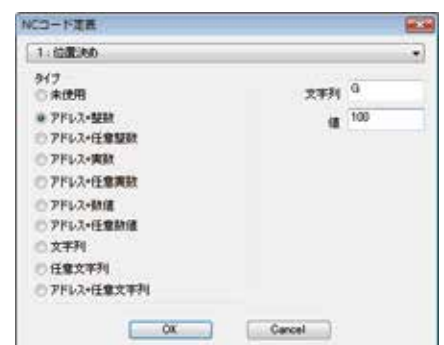 NCコード定義
1:位置決め
タイプ
未使用
アドレス+整数
アドレス+任意整数
アドレス+実数
アドレス+任意実数
アドレス+数値
アドレス+任意数値
文字列
任意文字列
アドレス+任意文字列
文字列 G
値 100
OK Cancel